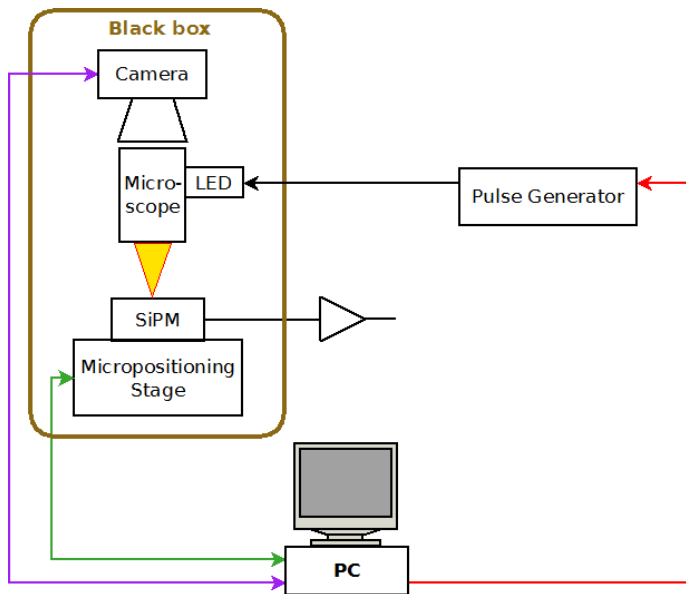 Black box
Camera
Micro-
scope
LED
Pulse Generator
SiPM
Micropositioning
Stage
PC